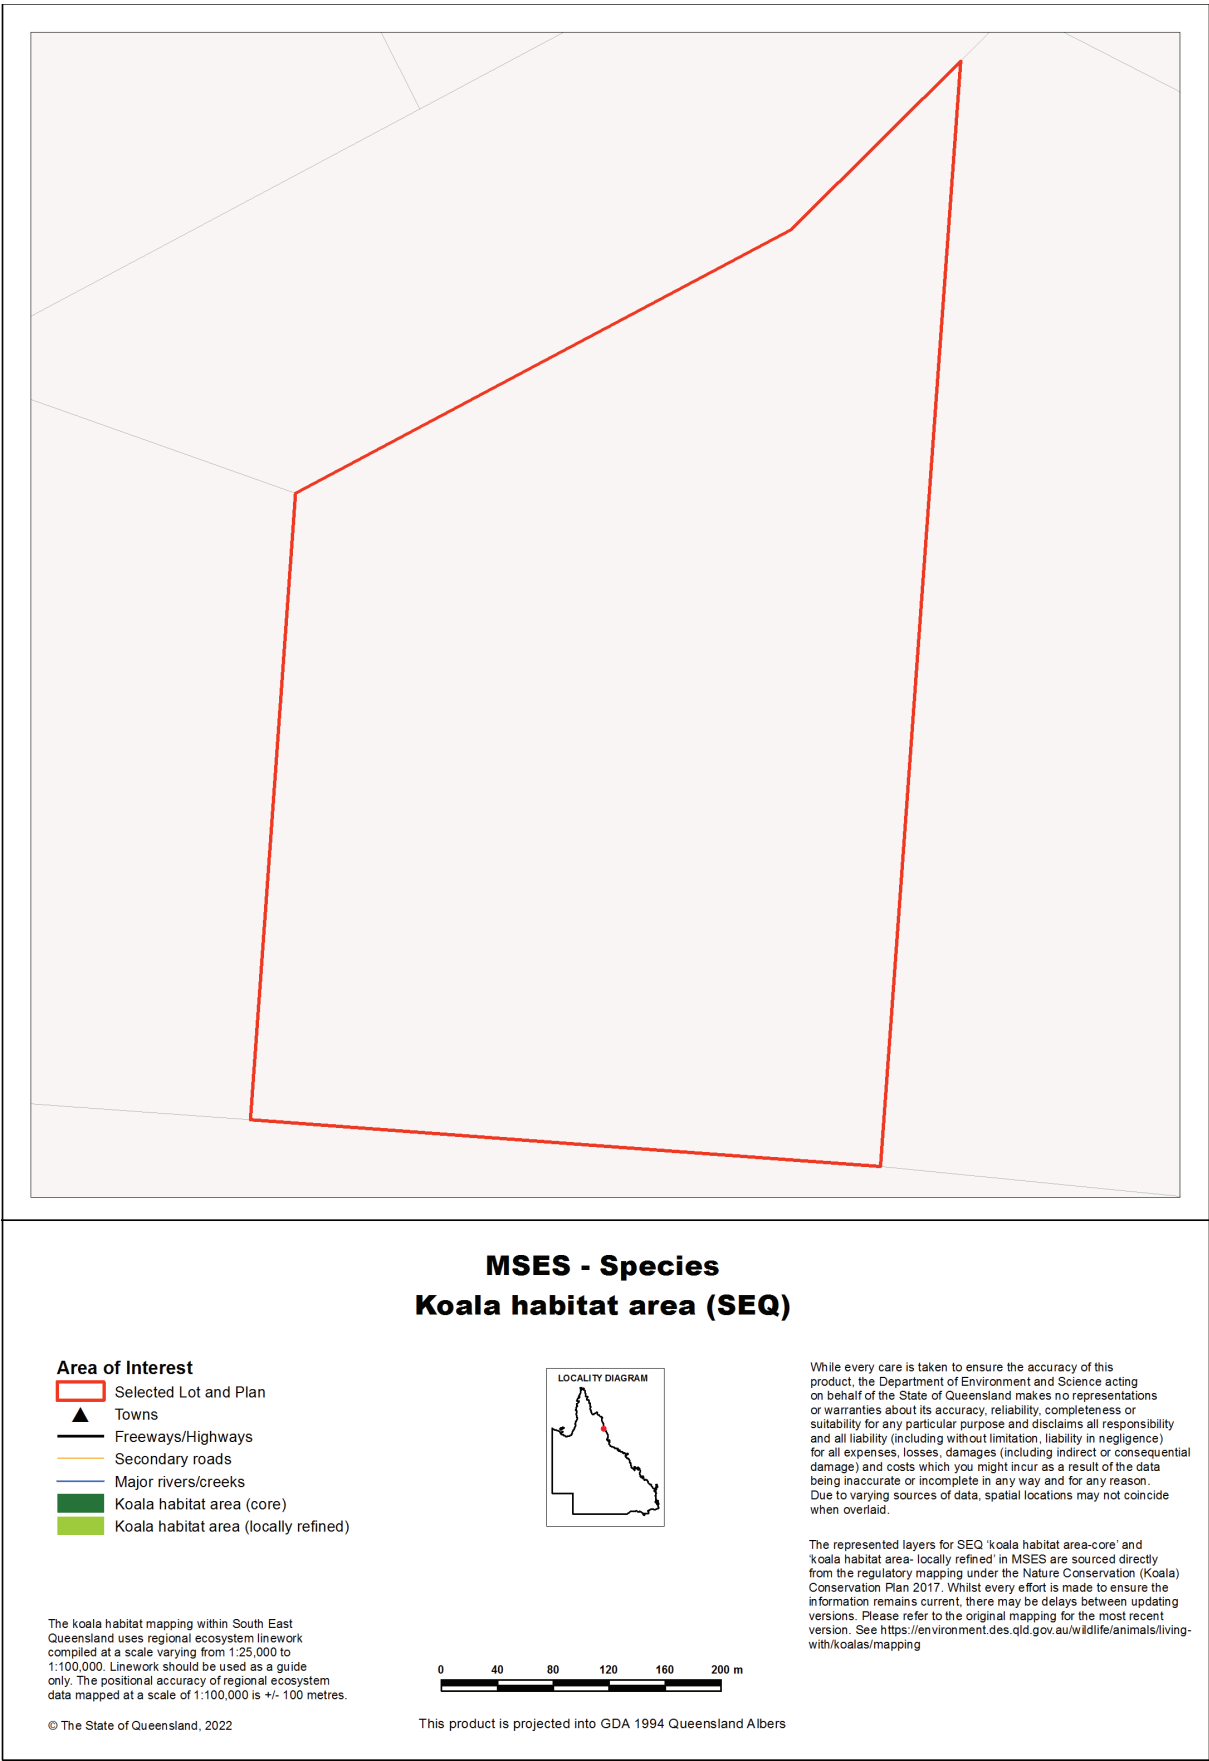 MSES - Species
Koala habitat area (SEQ)
Area of Interest
Selected Lot and Plan
Towns
Freeways/Highways
Secondary roads
Major rivers/creeks
Koala habitat area (core)
Koala habitat area (locally refined)
The koala habitat mapping within South East
Queensland uses regional ecosystem linework
compiled at a scale varying from 1:25,000 to
1:100,000. Linework should be used as a guide
only. The positional accuracy of regional ecosystem
data mapped at a scale of 1:100,000 is +/- 100 metres.
© The State of Queensland, 2022
LOCALITY DIAGRAM
0 40 80 120 160 200 m
This product is projected into GDA 1994 Queensland Albers
While every care is taken to ensure the accuracy of this
product, the Department of Environment and Science acting
on behalf of the State of Queensland makes no representations
or warranties about its accuracy, reliability, completeness or
suitability for any particular purpose and disclaims all responsibility
and all liability (including without limitation, liability in negligence)
for all expenses, losses, damages (including indirect or consequential
damage) and costs which you might incur as a result of the data
being inaccurate or incomplete in any way and for any reason.
Due to varying sources of data, spatial locations may not coincide
when overlaid.
The represented layers for SEQ ‘koala habitat area-core’ and
‘koala habitat area- locally refined’ in MSES are sourced directly
from the regulatory mapping under the Nature Conservation (Koala)
Conservation Plan 2017. Whilst every effort is made to ensure the
information remains current, there may be delays between updating
versions. Please refer to the original mapping for the most recent
version. See https://environment.des.qld.gov.au/wildlife/animals/living-
with/koalas/mapping